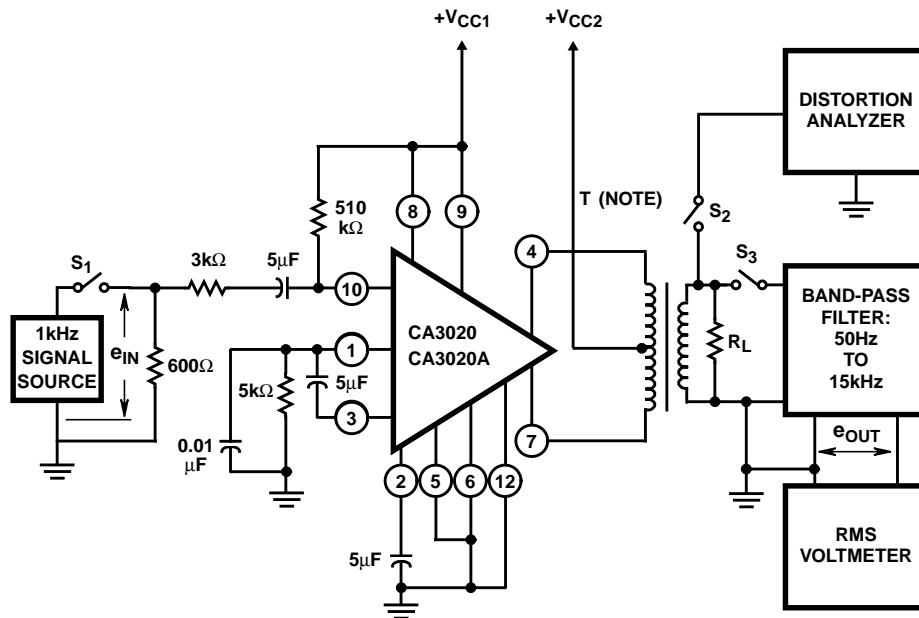 +VCC1
+VCC2
DISTORTION
ANALYZER
T (NOTE)
S2
510
kΩ
8
9
4
S1
3kΩ
5µF
S3
10
1kHz
SIGNAL
SOURCE
eIN
600Ω
CA3020
CA3020A
BAND-PASS
FILTER:
50Hz
TO
15kHz
RL
1
5kΩ
5µF
3
7
0.01
µF
eOUT
2
5
6
12
5µF
RMS
VOLTMETER